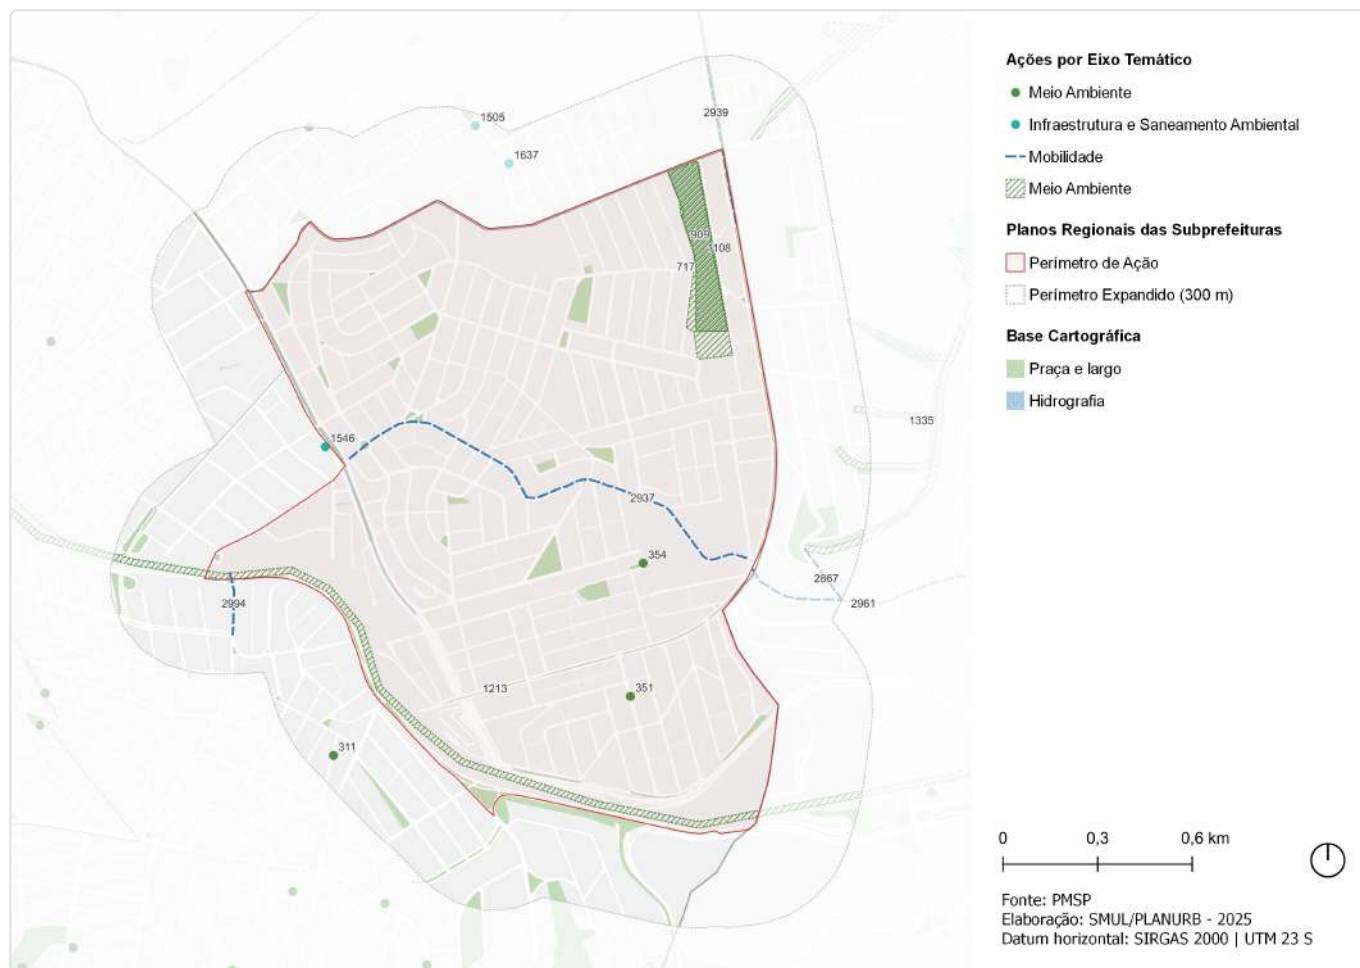 Ações por Eixo Temático
Meio Ambiente
Infraestrutura e Saneamento Ambiental
Mobilidade
Meio Ambiente
Planos Regionais das Subprefeituras
Perímetro de Ação
Perímetro Expandido (300 m)
Base Cartográfica
Praça e largo
Hidrografia
2939
1505
1637
909
1108
717
1335
1546
2937
354
2867
2961
2994
1213
351
311
0 0,3 0,6 km
Fonte: PMSP
Elaboração: SMUL/PLANURB - 2025
Datum horizontal: SIRGAS 2000 | UTM 23 S